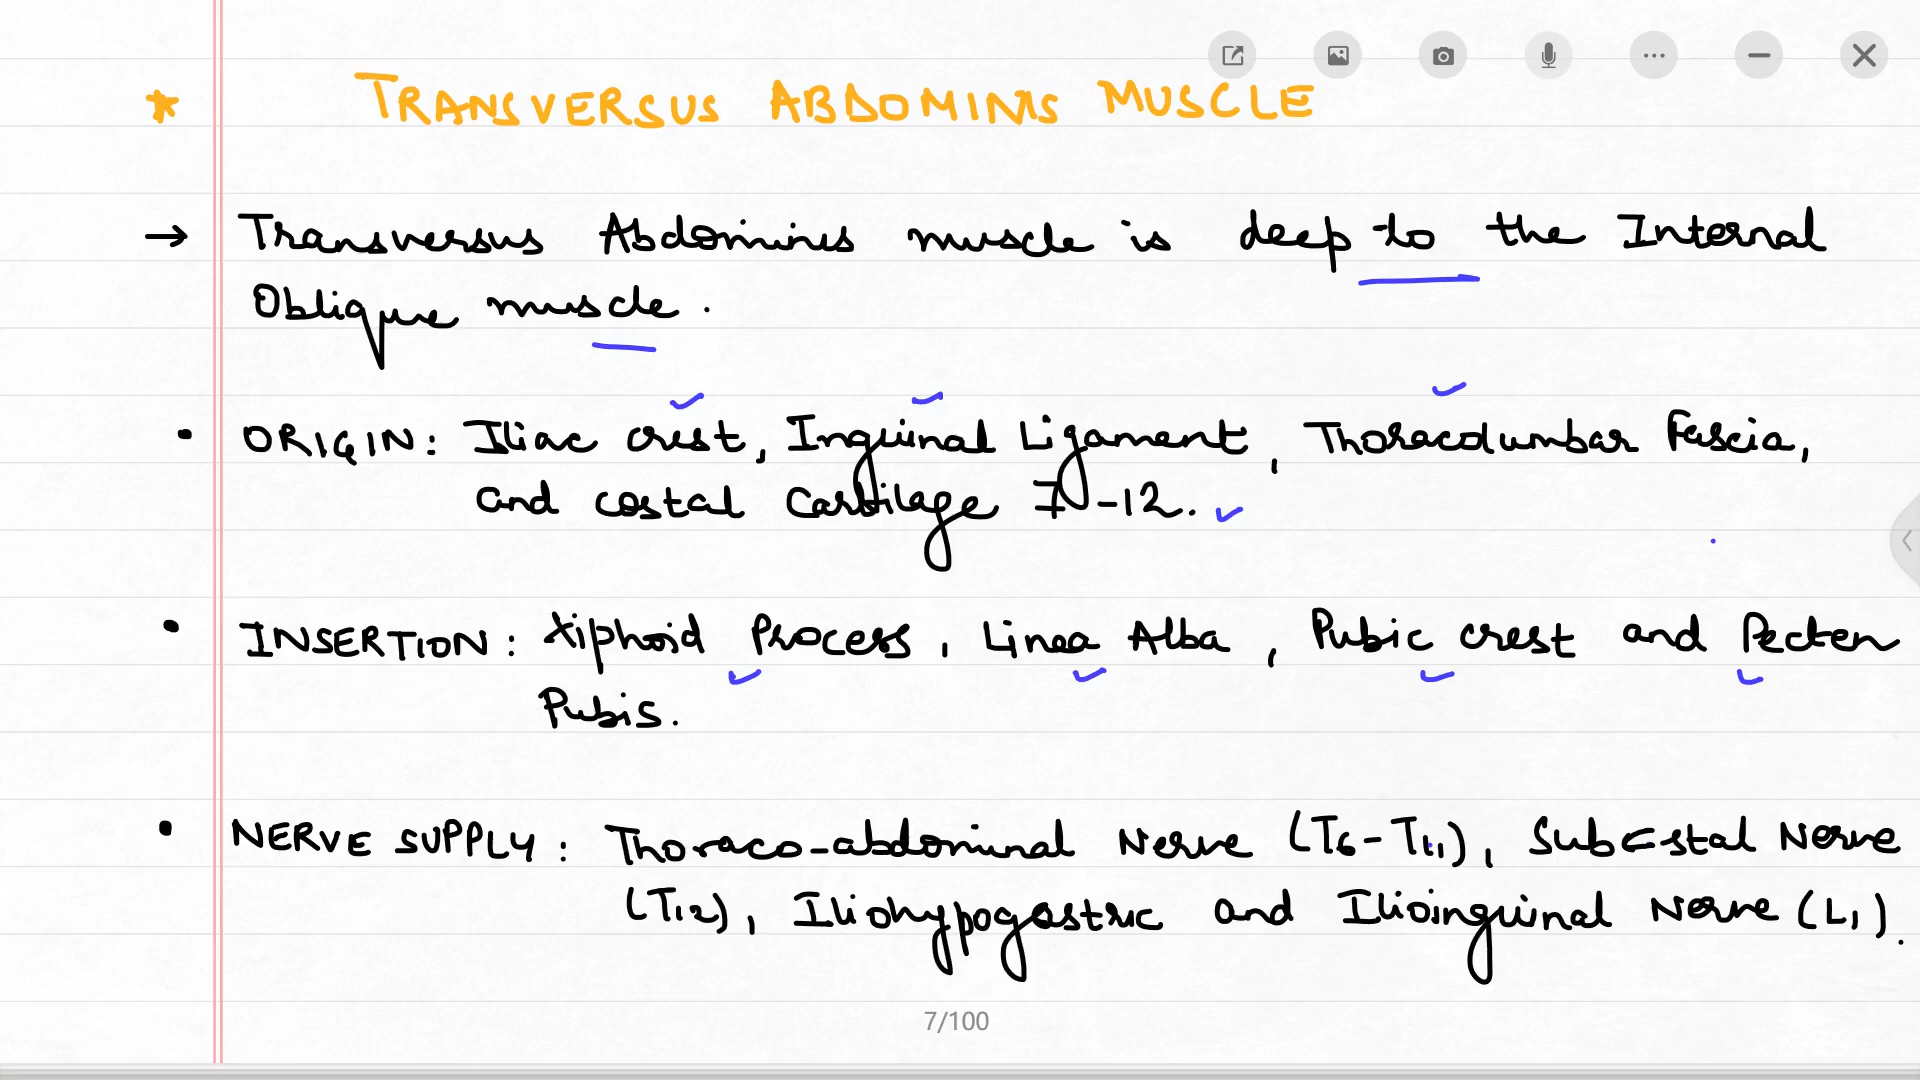 * TRANSVERSUS ABDOMINIS MUSCLE
→ Transversus Abdominis muscle is deep to the Internal
Oblique muscle.
• ORIGIN: Iliac crest, Inguinal Ligament, Thoracolumbar Fascia,
and costal Cartilage 7-12.
• INSERTION: Xiphoid Process, Linea Alba, Pubic crest and Pecten
Pubis.
• NERVE SUPPLY: Thoraco-abdominal Nerve (T6-T11), Subcostal Nerve
(T12), Iliohypogastric and Ilioinguinal Nerve (L1).
7/100